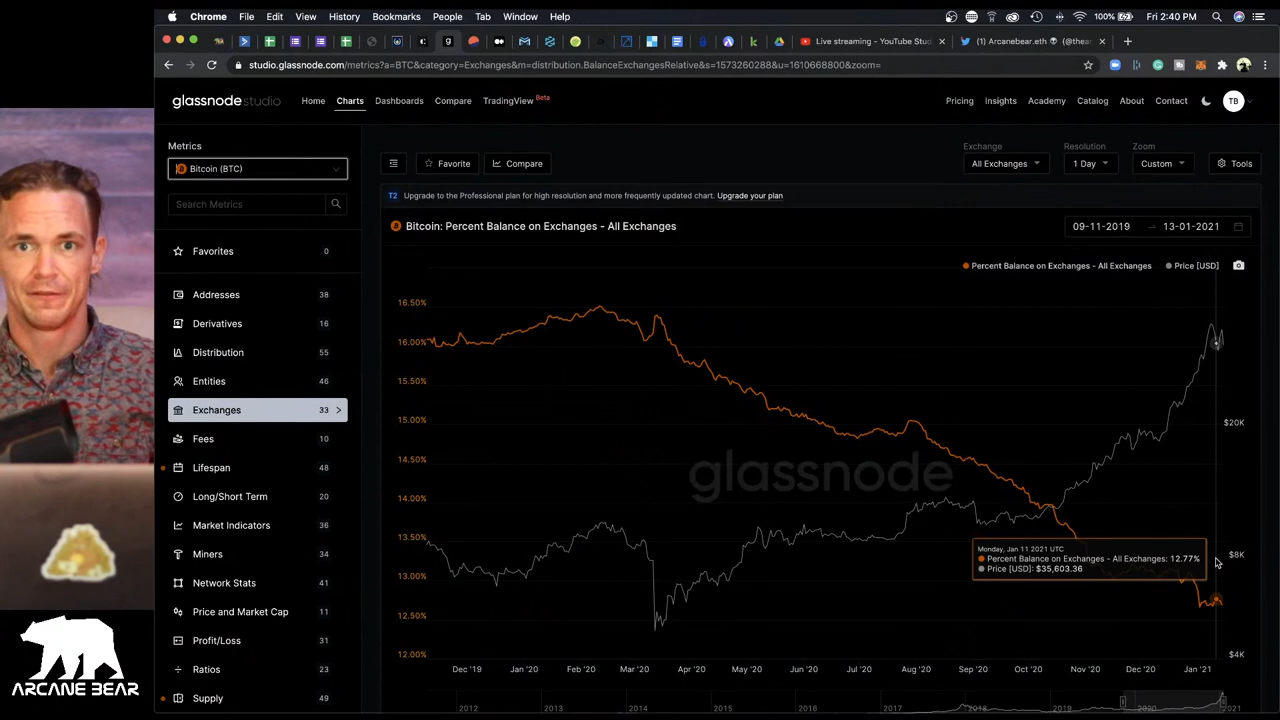 Chrome File Edit View History Bookmarks People Tab Window Help 100% Fri 2:40 PM
Live streaming - YouTube Stu × Arcanebear.eth (@thear ×
studio.glassnode.com/metrics?a=BTC&category=Exchanges&m=distribution.BalanceExchangesRelative&s=1573260288&u=1610668800&zoom=
glassnode studio Home Charts Dashboards Compare TradingView Beta Pricing Insights Academy Catalog About Contact TB
Metrics
Bitcoin (BTC)
Search Metrics
Favorites 0
Addresses 38
Derivatives 16
Distribution 55
Entities 46
Exchanges 33
Fees 10
Lifespan 48
Long/Short Term 20
Market Indicators 36
Miners 34
Network Stats 41
Price and Market Cap 11
Profit/Loss 31
Ratios 23
Supply 49
Exchange Resolution Zoom
Favorite Compare All Exchanges 1 Day Custom Tools
T2 Upgrade to the Professional plan for high resolution and more frequently updated chart. Upgrade your plan
Bitcoin: Percent Balance on Exchanges - All Exchanges 09-11-2019 → 13-01-2021
Percent Balance on Exchanges - All Exchanges Price [USD]
16.50%
16.00%
15.50%
15.00%
14.50%
14.00%
13.50%
13.00%
12.50%
12.00%
$20K
$8K
$4K
glassnode
Monday, Jan 11 2021 UTC
Percent Balance on Exchanges - All Exchanges: 12.77%
Price [USD]: $35,603.36
Dec '19 Jan '20 Feb '20 Mar '20 Apr '20 May '20 Jun '20 Jul '20 Aug '20 Sep '20 Oct '20 Nov '20 Dec '20 Jan '21
2012 2013 2014 2015 2016 2017 2018 2019 2020 2021
ARCANE BEAR